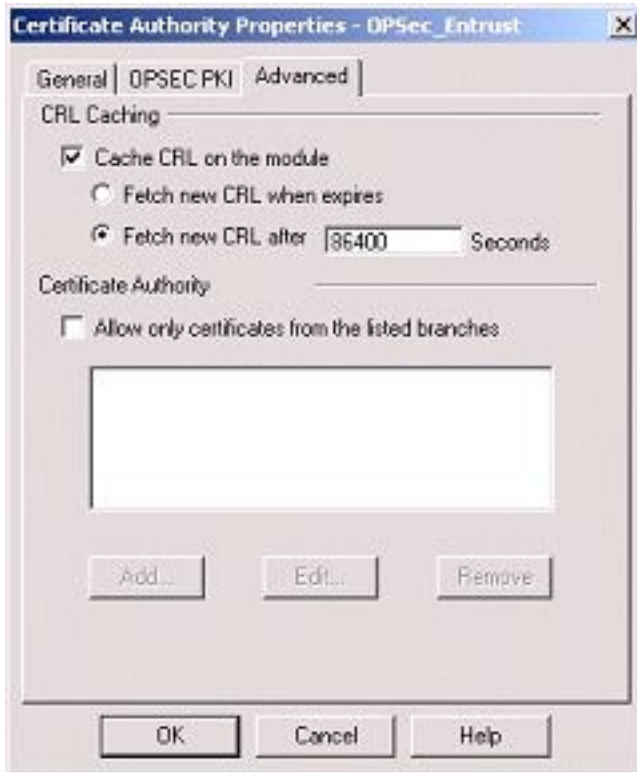 Certificate Authority Properties - OPSec_Entrust
General OPSEC PKI Advanced
CRL Caching
Cache CRL on the module
Fetch new CRL when expires
Fetch new CRL after 86400 Seconds
Certificate Authority
Allow only certificates from the listed branches
Add... Edit... Remove
OK Cancel Help